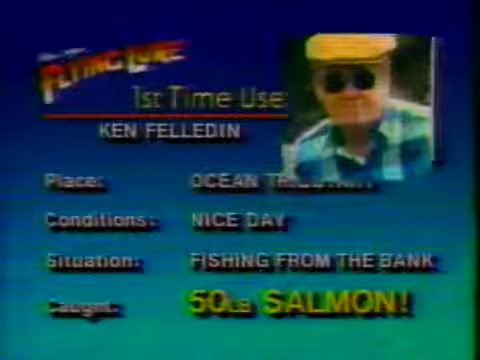 FLYING LURE
1st Time Use
KEN FELLEDIN
Place: OCEAN TRIBUTARY
Conditions: NICE DAY
Situation: FISHING FROM THE BANK
Caught: 50LB SALMON!